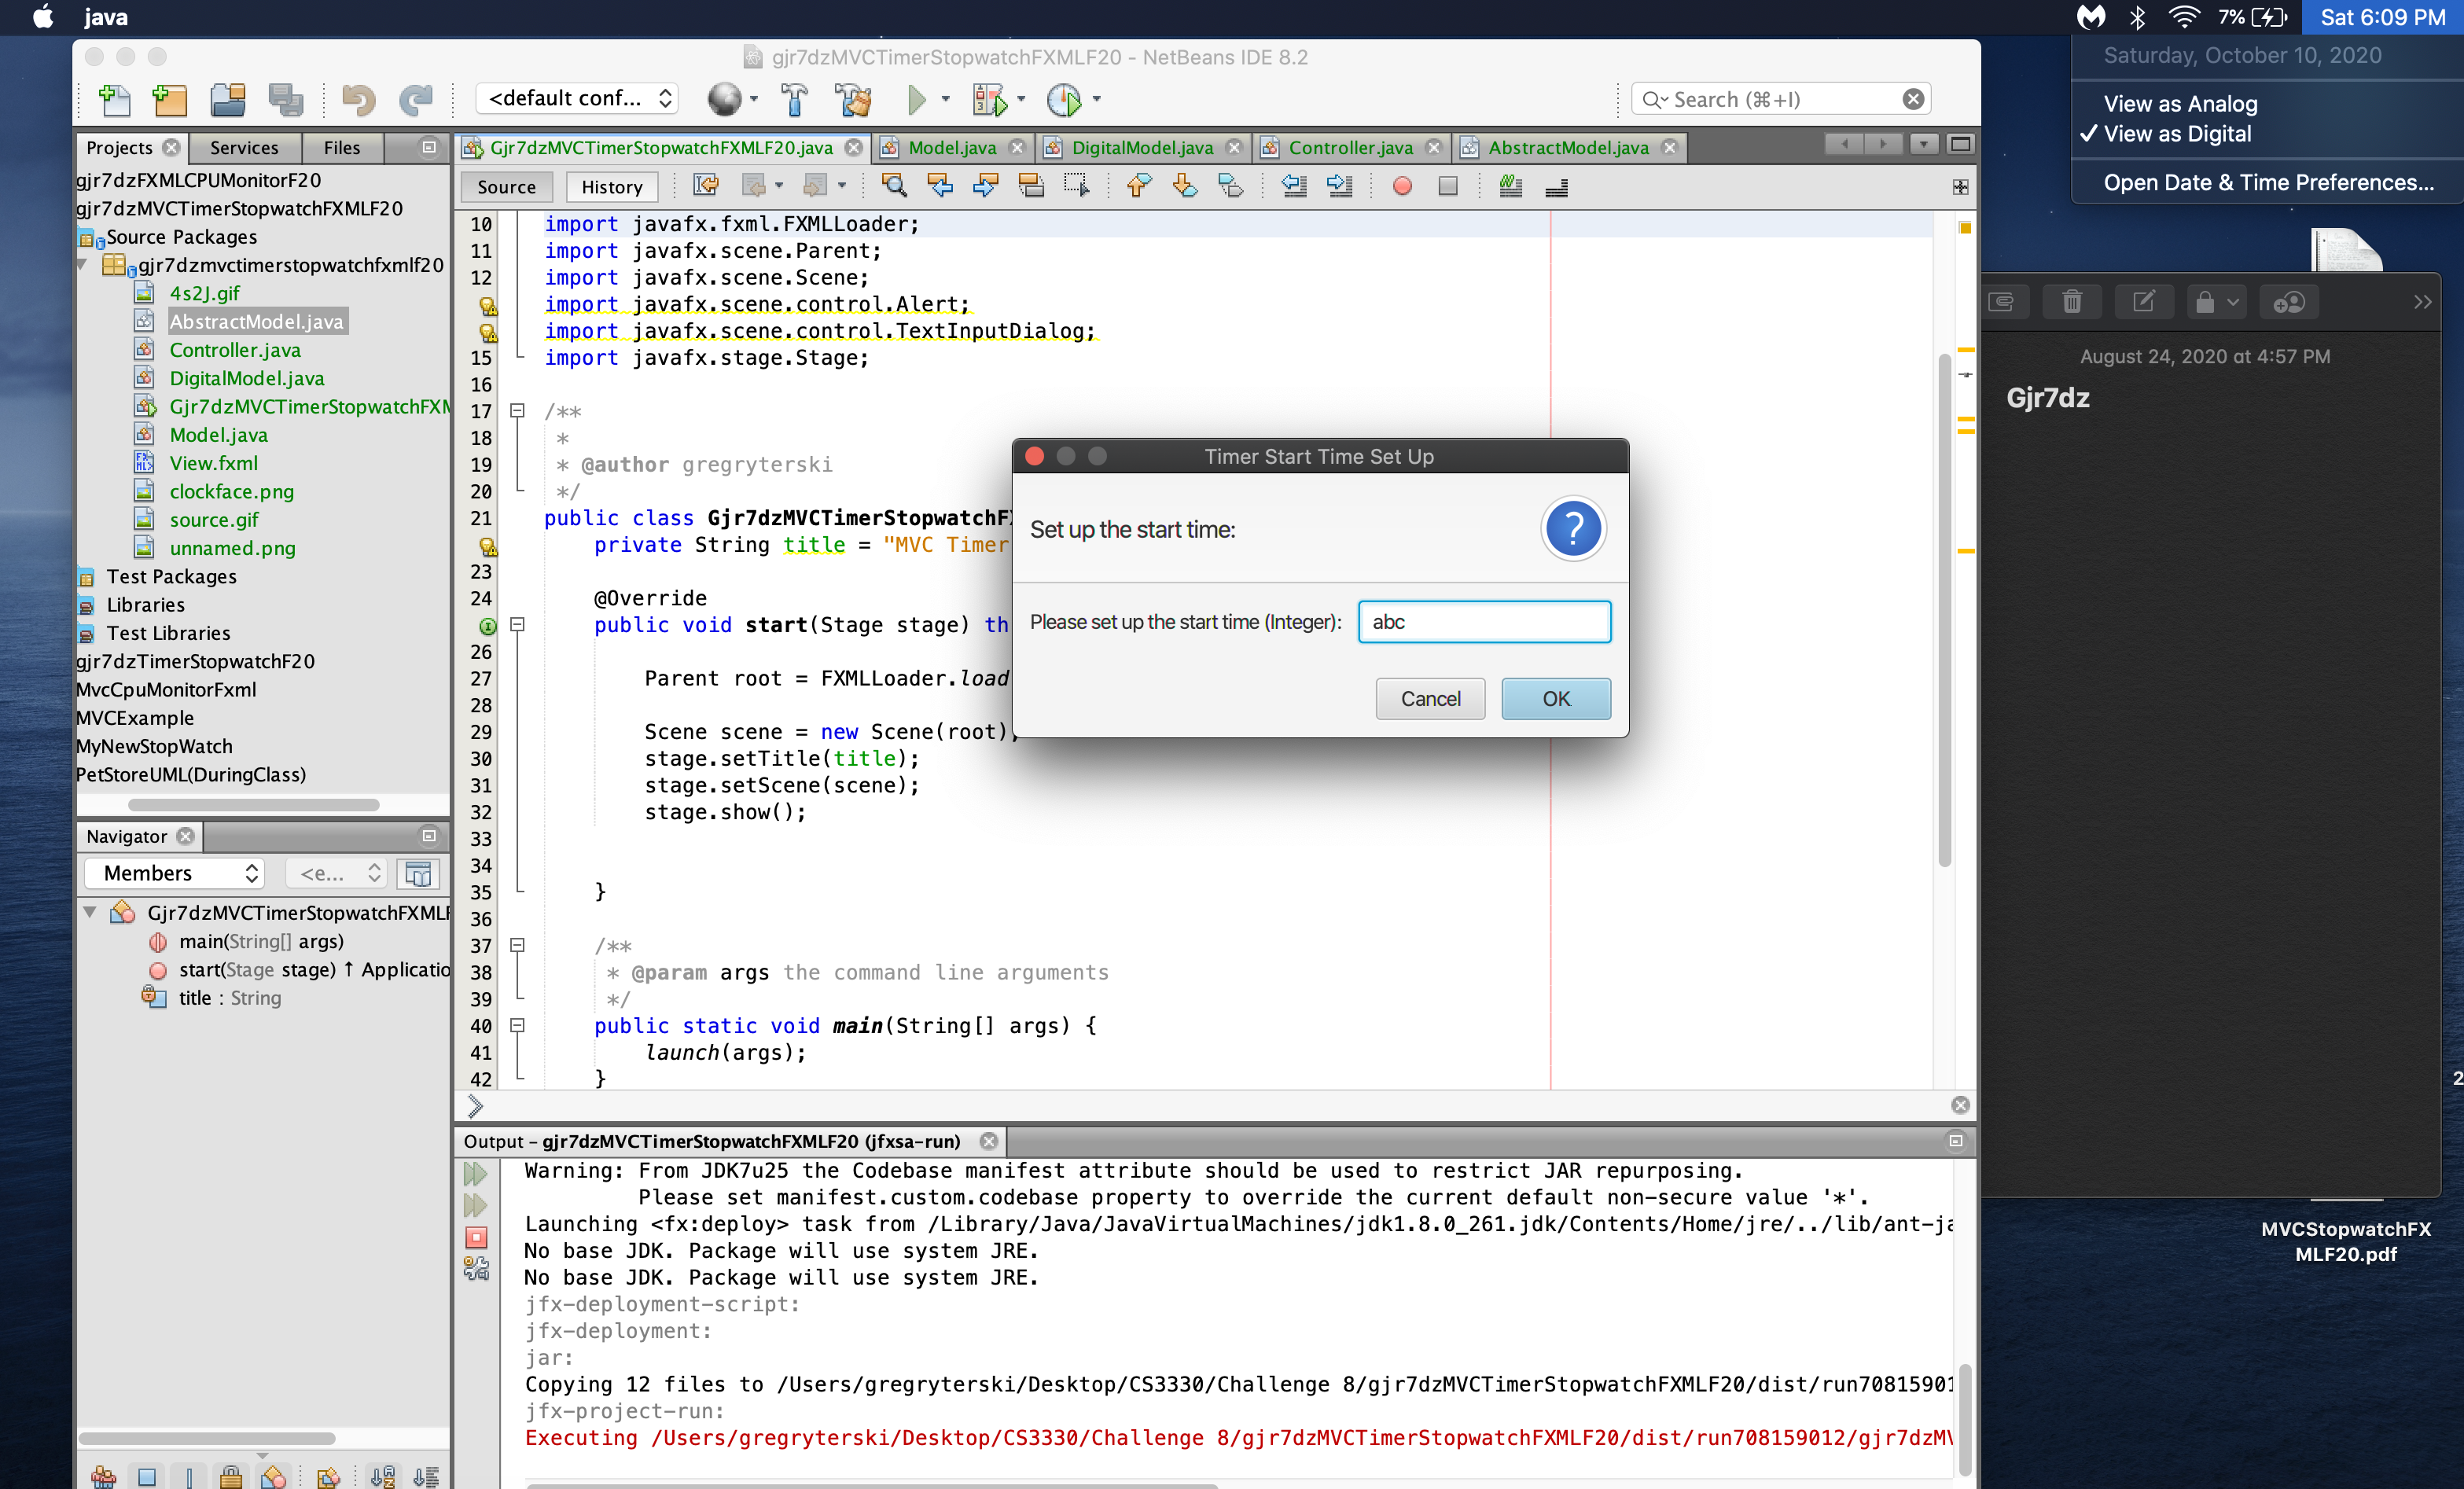 java
7%
Sat 6:09 PM
Saturday, October 10, 2020
View as Analog
✓ View as Digital
Open Date & Time Preferences...
gjr7dzMVCTimerStopwatchFXMLF20 - NetBeans IDE 8.2
<default conf...
Search (⌘+I)
Projects
Services
Files
gjr7dzFXMLCPUMonitorF20
gjr7dzMVCTimerStopwatchFXMLF20
Source Packages
gjr7dzmvctimerstopwatchfxmlf20
4s2J.gif
AbstractModel.java
Controller.java
DigitalModel.java
Gjr7dzMVCTimerStopwatchFXM
Model.java
View.fxml
clockface.png
source.gif
unnamed.png
Test Packages
Libraries
Test Libraries
gjr7dzTimerStopwatchF20
MvcCpuMonitorFxml
MVCExample
MyNewStopWatch
PetStoreUML(DuringClass)
Navigator
Members
<e...
Gjr7dzMVCTimerStopwatchFXMLF
main(String[] args)
start(Stage stage) ↑ Applicatio
title : String
Gjr7dzMVCTimerStopwatchFXMLF20.java
Model.java
DigitalModel.java
Controller.java
AbstractModel.java
Source
History
10 import javafx.fxml.FXMLLoader;
11 import javafx.scene.Parent;
12 import javafx.scene.Scene;
import javafx.scene.control.Alert;
import javafx.scene.control.TextInputDialog;
15 import javafx.stage.Stage;
16
17 /**
18 *
19 * @author gregryterski
20 */
21 public class Gjr7dzMVCTimerStopwatchFX
private String title = "MVC Timer
23
24 @Override
public void start(Stage stage) th
26
27 Parent root = FXMLLoader.load
28
29 Scene scene = new Scene(root);
30 stage.setTitle(title);
31 stage.setScene(scene);
32 stage.show();
33
34
35 }
36
37 /**
38 * @param args the command line arguments
39 */
40 public static void main(String[] args) {
41 launch(args);
42 }
Timer Start Time Set Up
Set up the start time:
?
Please set up the start time (Integer): abc
Cancel
OK
Output - gjr7dzMVCTimerStopwatchFXMLF20 (jfxsa-run)
Warning: From JDK7u25 the Codebase manifest attribute should be used to restrict JAR repurposing.
Please set manifest.custom.codebase property to override the current default non-secure value '*'.
Launching <fx:deploy> task from /Library/Java/JavaVirtualMachines/jdk1.8.0_261.jdk/Contents/Home/jre/../lib/ant-ja
No base JDK. Package will use system JRE.
No base JDK. Package will use system JRE.
jfx-deployment-script:
jfx-deployment:
jar:
Copying 12 files to /Users/gregryterski/Desktop/CS3330/Challenge 8/gjr7dzMVCTimerStopwatchFXMLF20/dist/run70815901
jfx-project-run:
Executing /Users/gregryterski/Desktop/CS3330/Challenge 8/gjr7dzMVCTimerStopwatchFXMLF20/dist/run708159012/gjr7dzMV
August 24, 2020 at 4:57 PM
Gjr7dz
2
MVCStopwatchFX
MLF20.pdf